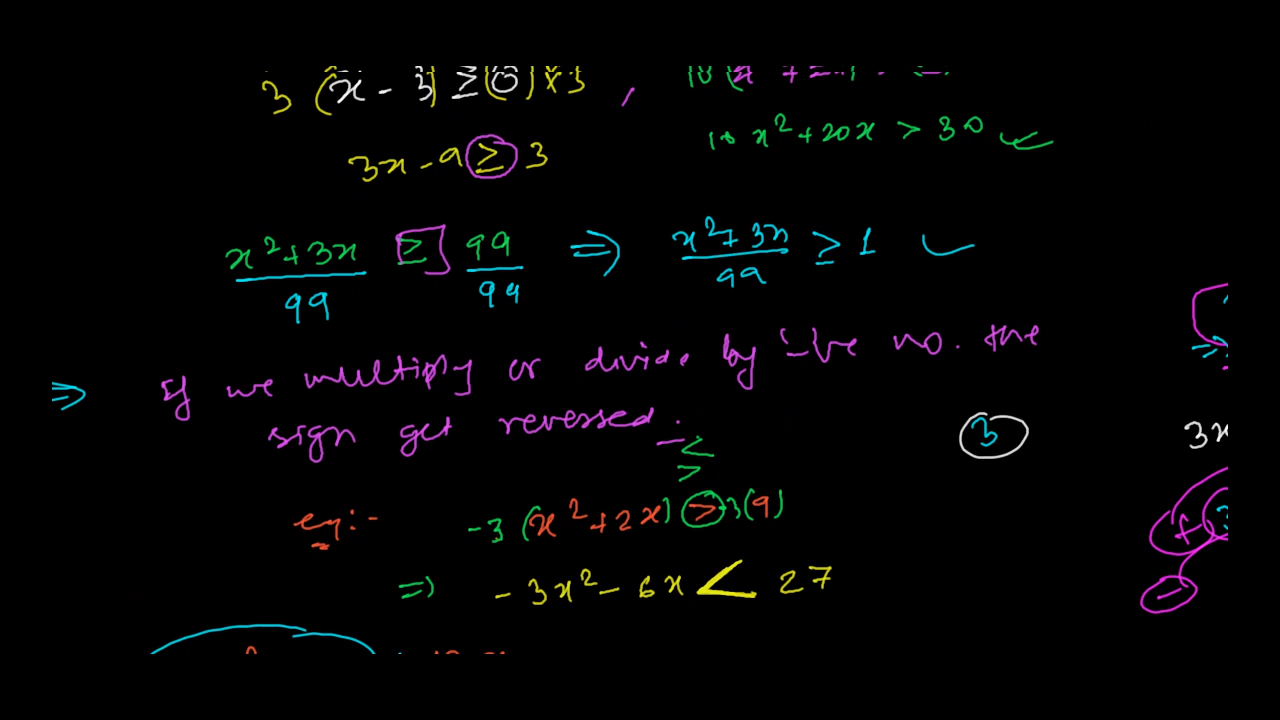 3 (x - 3) ≥ (0) × 3 ,
10 x² + 20x > 30
3x - 9 ≥ 3
x² + 3x / 99 ≥ 99 / 99 ⇒ x² + 3x / 99 ≥ 1
⇒ If we multiply or divide by '-'ve no. the
sign get reversed.
<
>
3
3x
eg:- -3 (x² + 2x) > -3 (9)
⇒ -3x² - 6x < 27
+
-